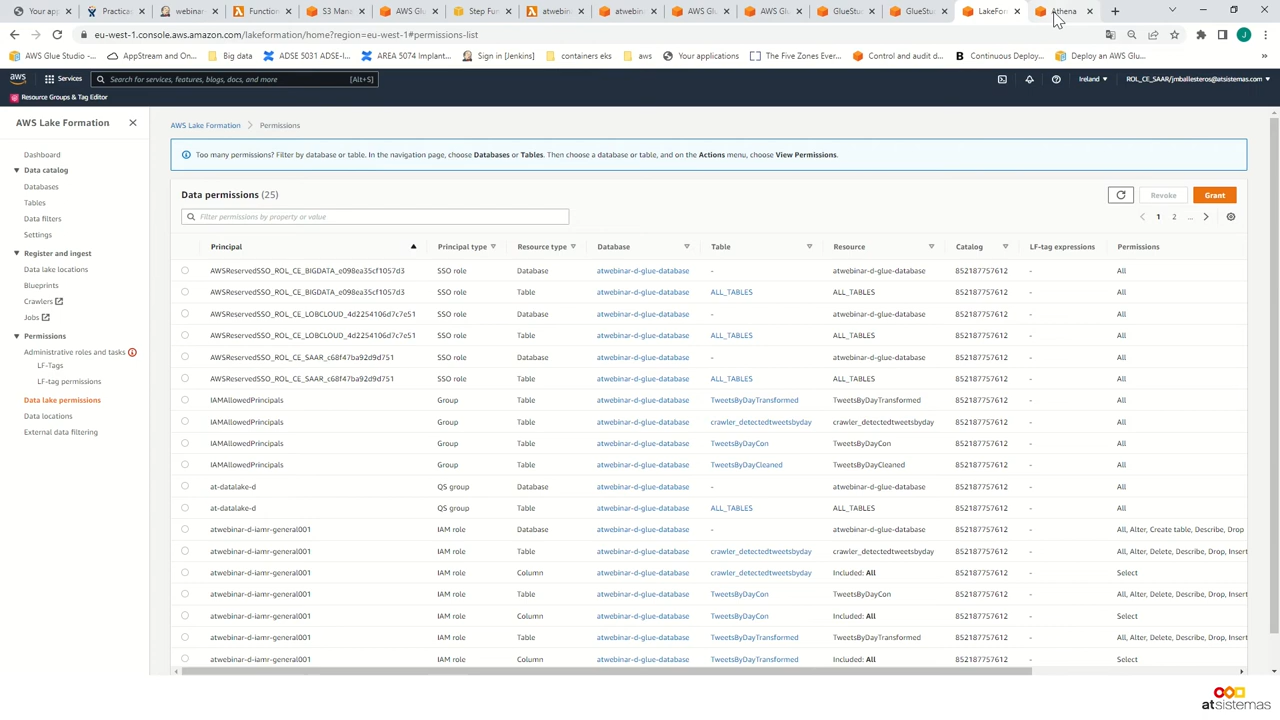 Your ap
Practicas
webinar
Function
S3 Mana
AWS Gl
Step Fun
atwebin
AWS Glu
AWS Glu
GlueStud
GlueStud
LakeForm
Athena
eu-west-1.console.aws.amazon.com/lakeformation/home?region=eu-west-1#permissions-list
AWS Glue Studio -...
AppStream and On...
Big data
ADSE 5031 ADSE-I...
AREA 5074 Implant...
Sign in [Jenkins]
containers eks
aws
Your applications
The Five Zones Ever...
Control and audit d...
Continuous Deploy...
Deploy an AWS Glu...
»
aws
Services
Search for services, features, blogs, docs, and more
[Alt+S]
Ireland ▼
ROL_CE_SAAR/jmballesteros@atsistemas.com ▼
Resource Groups & Tag Editor
AWS Lake Formation
Dashboard
Data catalog
Databases
Tables
Data filters
Settings
Register and ingest
Data lake locations
Blueprints
Crawlers
Jobs
Permissions
Administrative roles and tasks
LF-Tags
LF-tag permissions
Data lake permissions
Data locations
External data filtering
AWS Lake Formation > Permissions
Too many permissions? Filter by database or table. In the navigation page, choose Databases or Tables. Then choose a database or table, and on the Actions menu, choose View Permissions.
Data permissions (25)
Revoke
Grant
Filter permissions by property or value
1 2 ...
Principal Principal type Resource type Database Table Resource Catalog LF-tag expressions Permissions
AWSReservedSSO_ROL_CE_BIGDATA_e098ea35cf1057d3 SSO role Database atwebinar-d-glue-database - atwebinar-d-glue-database 852187757612 - All
AWSReservedSSO_ROL_CE_BIGDATA_e098ea35cf1057d3 SSO role Table atwebinar-d-glue-database ALL_TABLES ALL_TABLES 852187757612 - All
AWSReservedSSO_ROL_CE_LOBCLOUD_4d2254106d7c7e51 SSO role Database atwebinar-d-glue-database - atwebinar-d-glue-database 852187757612 - All
AWSReservedSSO_ROL_CE_LOBCLOUD_4d2254106d7c7e51 SSO role Table atwebinar-d-glue-database ALL_TABLES ALL_TABLES 852187757612 - All
AWSReservedSSO_ROL_CE_SAAR_c68f47ba92d9d751 SSO role Database atwebinar-d-glue-database - atwebinar-d-glue-database 852187757612 - All
AWSReservedSSO_ROL_CE_SAAR_c68f47ba92d9d751 SSO role Table atwebinar-d-glue-database ALL_TABLES ALL_TABLES 852187757612 - All
IAMAllowedPrincipals Group Table atwebinar-d-glue-database TweetsByDayTransformed TweetsByDayTransformed 852187757612 - All
IAMAllowedPrincipals Group Table atwebinar-d-glue-database crawler_detectedtweetsbyday crawler_detectedtweetsbyday 852187757612 - All
IAMAllowedPrincipals Group Table atwebinar-d-glue-database TweetsByDayCon TweetsByDayCon 852187757612 - All
IAMAllowedPrincipals Group Table atwebinar-d-glue-database TweetsByDayCleaned TweetsByDayCleaned 852187757612 - All
at-datalake-d QS group Database atwebinar-d-glue-database - atwebinar-d-glue-database 852187757612 - All
at-datalake-d QS group Table atwebinar-d-glue-database ALL_TABLES ALL_TABLES 852187757612 - All
atwebinar-d-iamr-general001 IAM role Database atwebinar-d-glue-database - atwebinar-d-glue-database 852187757612 - All, Alter, Create table, Describe, Drop
atwebinar-d-iamr-general001 IAM role Table atwebinar-d-glue-database crawler_detectedtweetsbyday crawler_detectedtweetsbyday 852187757612 - All, Alter, Delete, Describe, Drop, Insert
atwebinar-d-iamr-general001 IAM role Column atwebinar-d-glue-database crawler_detectedtweetsbyday Included: All 852187757612 - Select
atwebinar-d-iamr-general001 IAM role Table atwebinar-d-glue-database TweetsByDayCon TweetsByDayCon 852187757612 - All, Alter, Delete, Describe, Drop, Insert
atwebinar-d-iamr-general001 IAM role Column atwebinar-d-glue-database TweetsByDayCon Included: All 852187757612 - Select
atwebinar-d-iamr-general001 IAM role Table atwebinar-d-glue-database TweetsByDayTransformed TweetsByDayTransformed 852187757612 - All, Alter, Delete, Describe, Drop, Insert
atwebinar-d-iamr-general001 IAM role Column atwebinar-d-glue-database TweetsByDayTransformed Included: All 852187757612 - Select
atsistemas